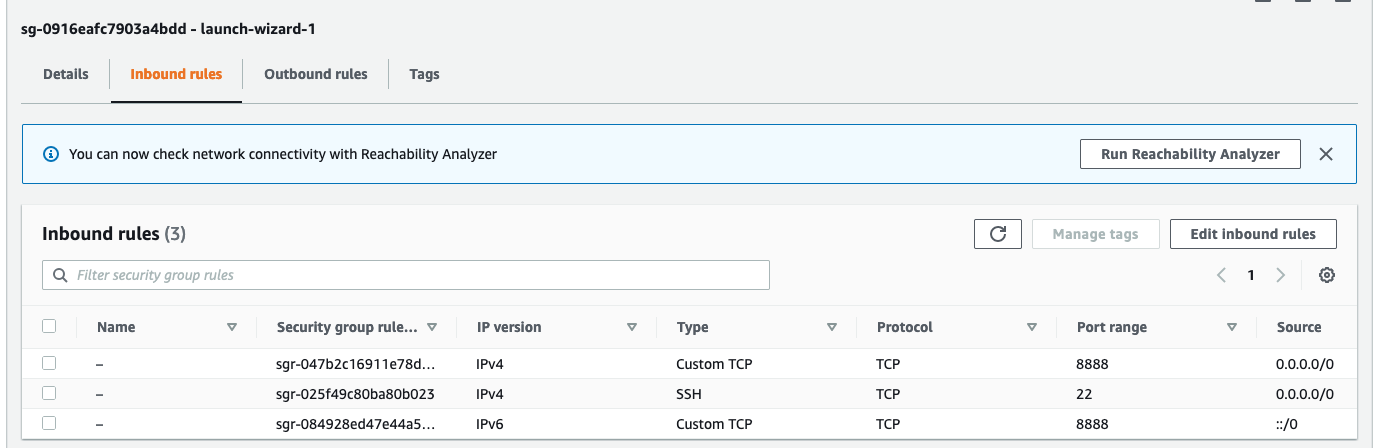 sg-0916eafc7903a4bdd - launch-wizard-1
Details Inbound rules Outbound rules Tags
You can now check network connectivity with Reachability Analyzer Run Reachability Analyzer
Inbound rules (3) Manage tags Edit inbound rules
Filter security group rules 1
Name Security group rule... IP version Type Protocol Port range Source
– sgr-047b2c16911e78d... IPv4 Custom TCP TCP 8888 0.0.0.0/0
– sgr-025f49c80ba80b023 IPv4 SSH TCP 22 0.0.0.0/0
– sgr-084928ed47e44a5... IPv6 Custom TCP TCP 8888 ::/0